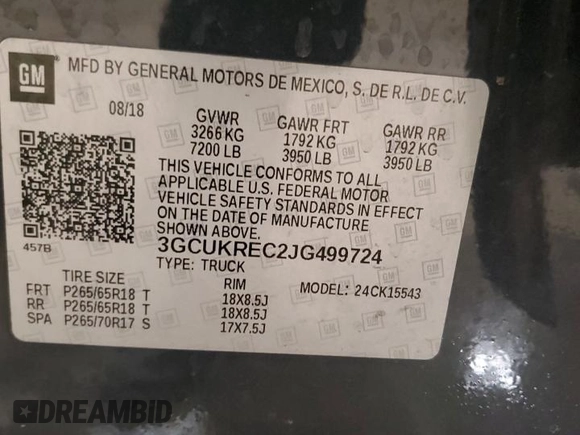 GM
MFD BY GENERAL MOTORS DE MEXICO, S. DE R.L. DE C.V.
08/18 GVWR GAWR FRT GAWR RR
3266 KG 1792 KG 1792 KG
7200 LB 3950 LB 3950 LB
THIS VEHICLE CONFORMS TO ALL
APPLICABLE U.S. FEDERAL MOTOR
VEHICLE SAFETY STANDARDS IN EFFECT
ON THE DATE OF MANUFACTURE
SHOWN ABOVE.
457B 3GCUKREC2JG499724
TYPE: TRUCK
TIRE SIZE RIM MODEL: 24CK15543
FRT P265/65R18 T 18X8.5J
RR P265/65R18 T 18X8.5J
SPA P265/70R17 S 17X7.5J
DREAMBID